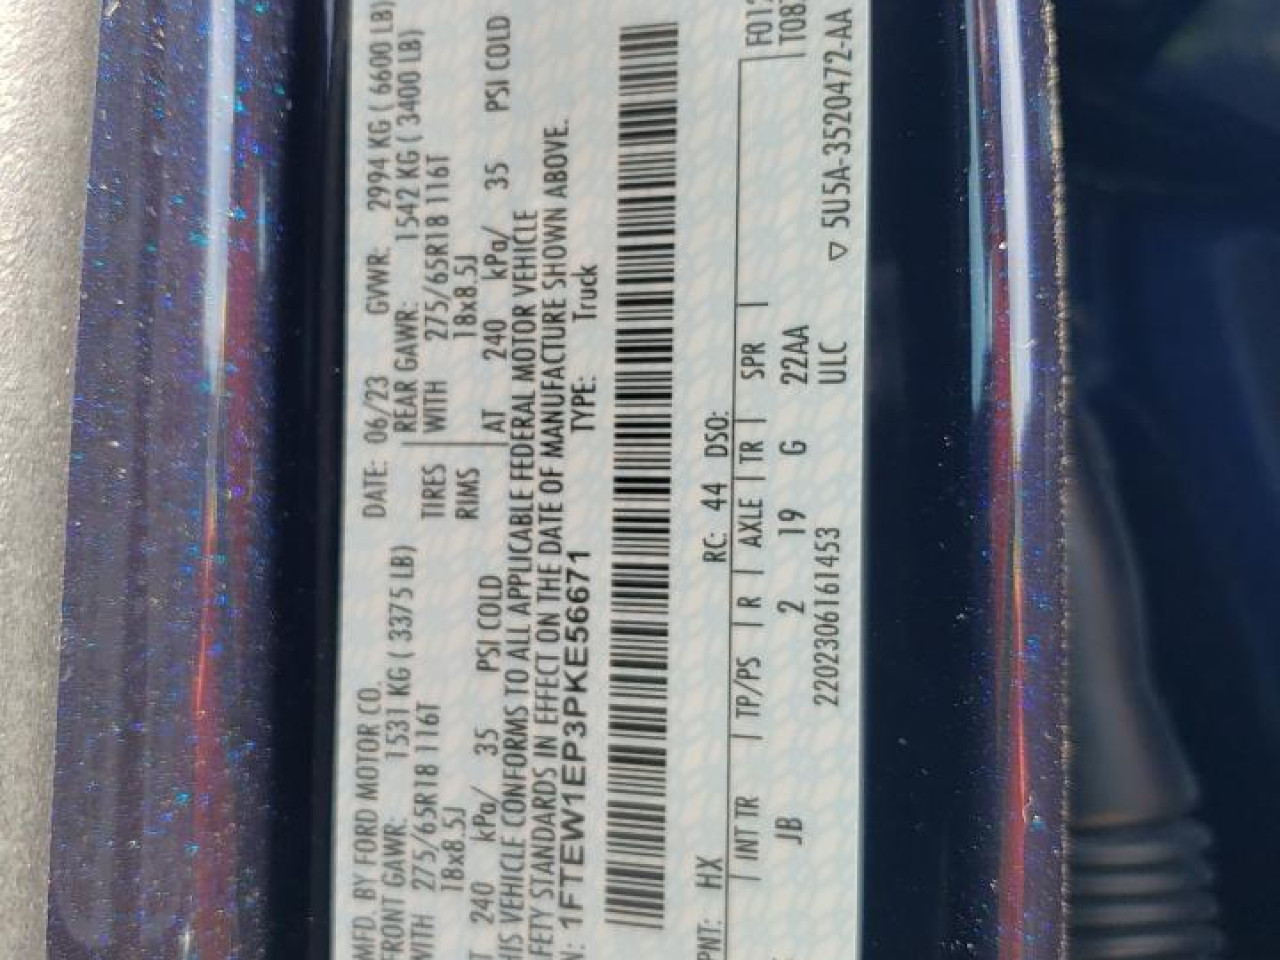 MFD. BY FORD MOTOR CO.
DATE: 06/23 GVWR: 2994 KG ( 6600 LB)
FRONT GAWR: 1531 KG ( 3375 LB)
REAR GAWR: 1542 KG ( 3400 LB)
WITH 275/65R18 116T
TIRES
WITH 275/65R18 116T
18x8.5J
RIMS
18x8.5J
T 240 kPa/ 35 PSI COLD
AT 240 kPa/ 35 PSI COLD
HIS VEHICLE CONFORMS TO ALL APPLICABLE FEDERAL MOTOR VEHICLE
FETY STANDARDS IN EFFECT ON THE DATE OF MANUFACTURE SHOWN ABOVE.
N: 1FTEW1EP3PKE56671 TYPE: Truck
PNT: HX RC: 44 DSO:
INT TR TP/PS R AXLE TR SPR
JB 2 19 G 22AA
2202306161453 ULC
▽ 5U5A-3520472-AA